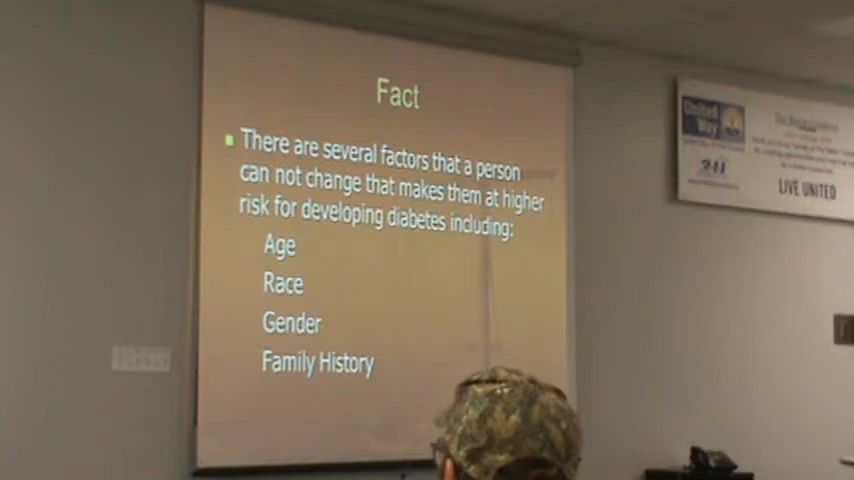 Fact
There are several factors that a person
can not change that makes them at higher
risk for developing diabetes including:
Age
Race
Gender
Family History
United
Way
211
LIVE UNITED